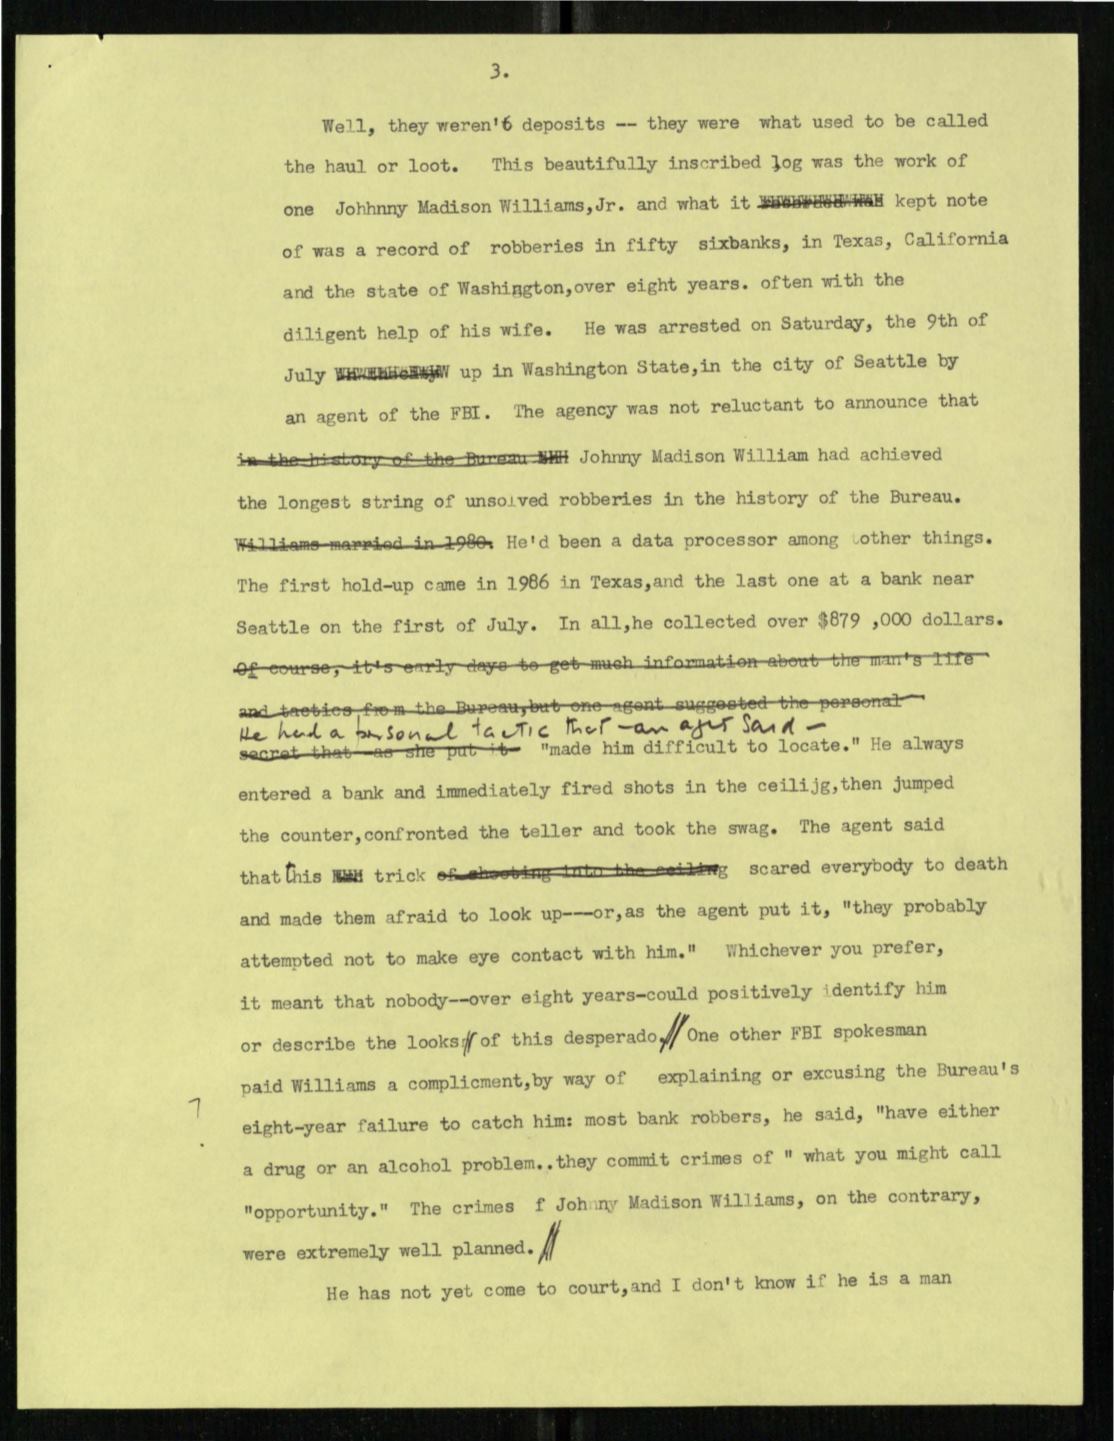 3.
Well, they weren'6 deposits -- they were what used to be called
the haul or loot. This beautifully inscribed log was the work of
one Johhnny Madison Williams,Jr. and what it kept note
of was a record of robberies in fifty sixbanks, in Texas, California
and the state of Washington,over eight years. often with the
diligent help of his wife. He was arrested on Saturday, the 9th of
July up in Washington State,in the city of Seattle by
an agent of the FBI. The agency was not reluctant to announce that
in the history of the Bureau Johnny Madison William had achieved
the longest string of unsolved robberies in the history of the Bureau.
Williams married in 1980. He'd been a data processor among other things.
The first hold-up came in 1986 in Texas,and the last one at a bank near
Seattle on the first of July. In all,he collected over $879 ,000 dollars.
Of course, it's early days to get much information about the man's life
and tactics from the Bureau,but one agent suggested the personal
He had a personal tactic that - an agent said -
secret that—as she put it- "made him difficult to locate." He always
entered a bank and immediately fired shots in the ceilijg,then jumped
the counter,confronted the teller and took the swag. The agent said
that this trick of shooting into the ceiling scared everybody to death
and made them afraid to look up---or,as the agent put it, "they probably
attempted not to make eye contact with him." Whichever you prefer,
it meant that nobody--over eight years-could positively identify him
or describe the looks // of this desperado. // One other FBI spokesman
paid Williams a complicment,by way of explaining or excusing the Bureau's
eight-year failure to catch him: most bank robbers, he said, "have either
a drug or an alcohol problem..they commit crimes of " what you might call
"opportunity." The crimes f Johnny Madison Williams, on the contrary,
were extremely well planned. //
He has not yet come to court,and I don't know if he is a man